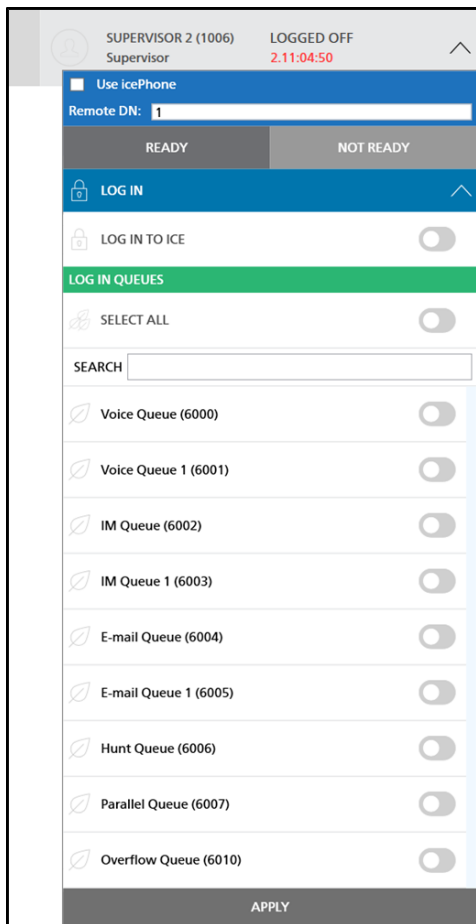 SUPERVISOR 2 (1006) LOGGED OFF
Supervisor 2.11:04:50
Use icePhone
Remote DN: 1
READY NOT READY
LOG IN
LOG IN TO ICE
LOG IN QUEUES
SELECT ALL
SEARCH
Voice Queue (6000)
Voice Queue 1 (6001)
IM Queue (6002)
IM Queue 1 (6003)
E-mail Queue (6004)
E-mail Queue 1 (6005)
Hunt Queue (6006)
Parallel Queue (6007)
Overflow Queue (6010)
APPLY